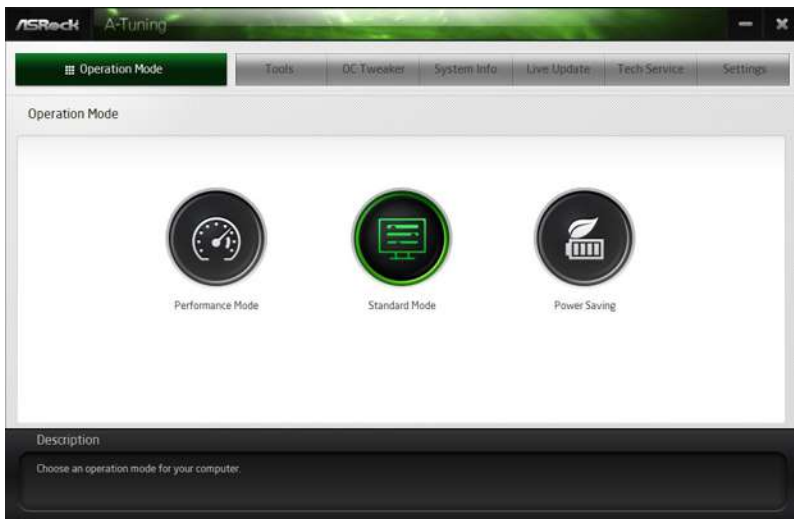 ASRock A-Tuning
Operation Mode Tools OC Tweaker System Info Live Update Tech Service Settings
Operation Mode
Performance Mode Standard Mode Power Saving
Description
Choose an operation mode for your computer.